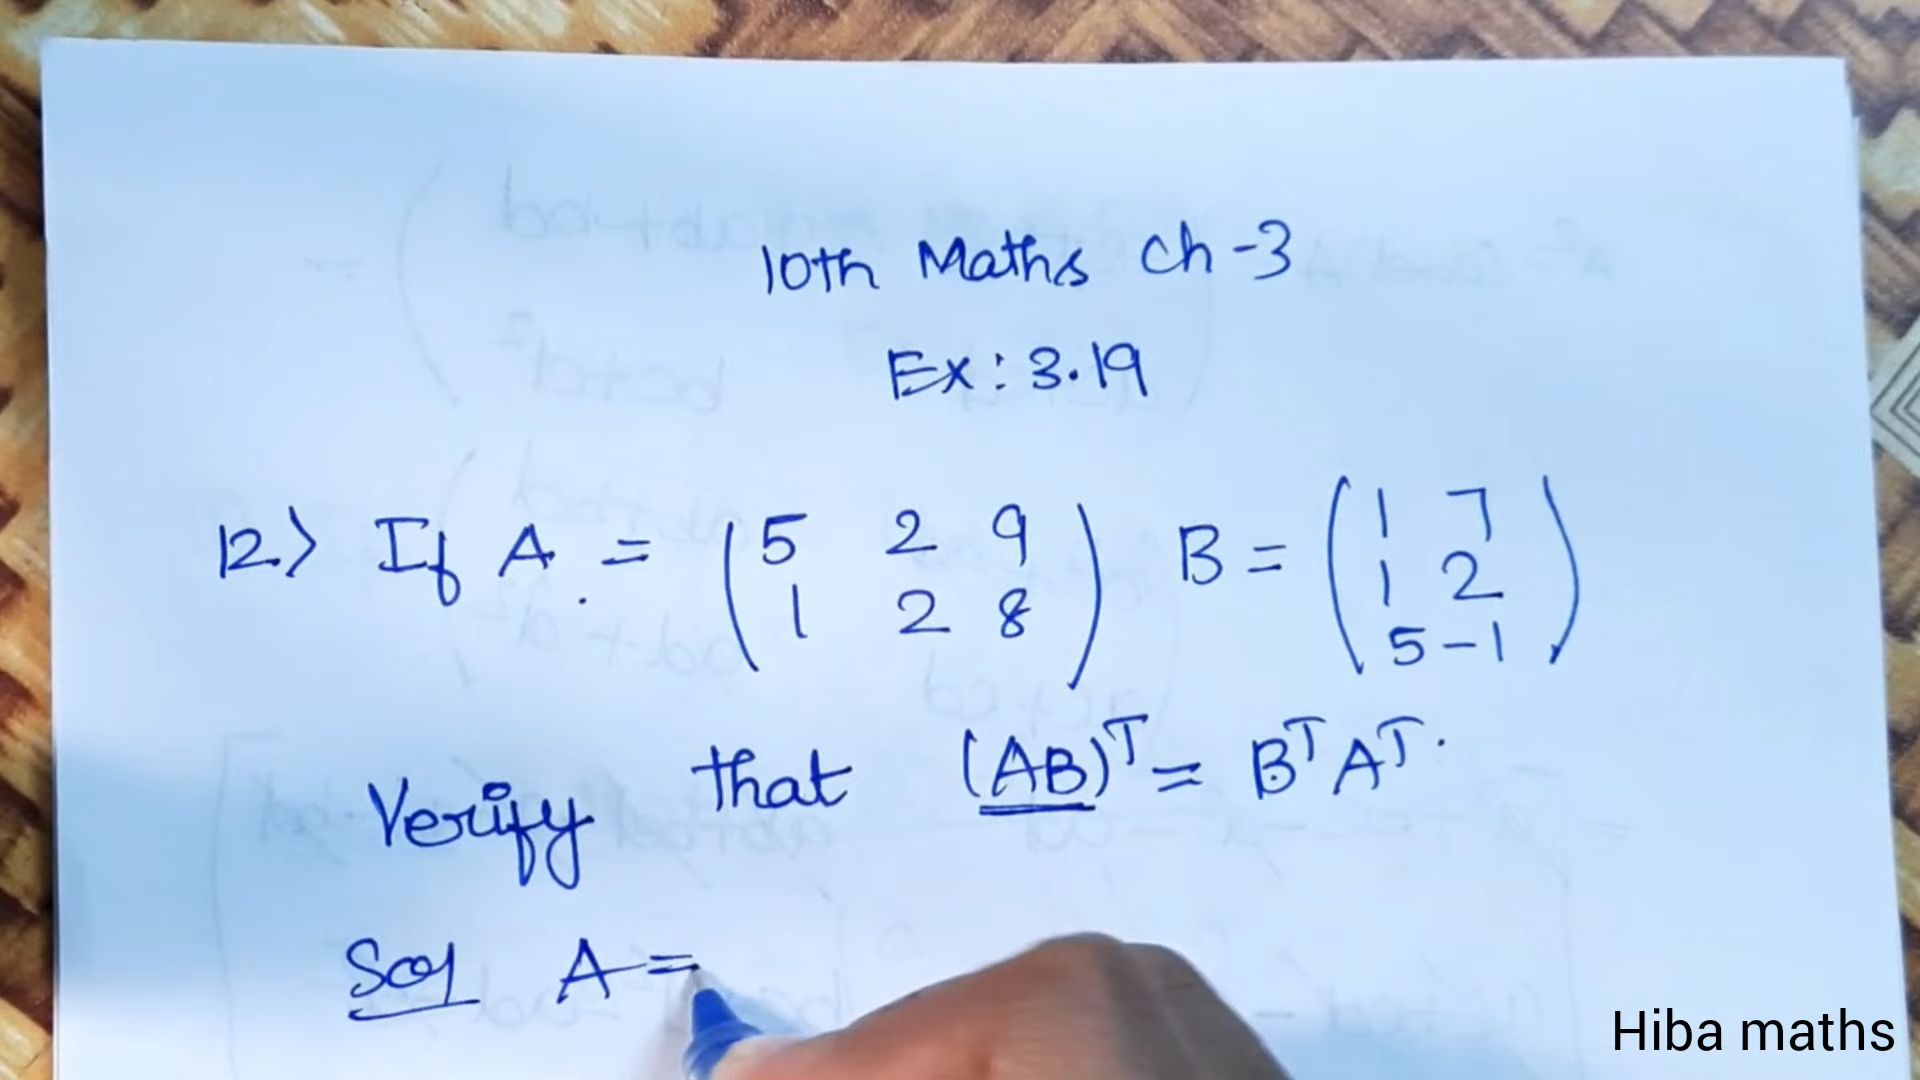 10th Maths Ch-3
Ex: 3.19
12) If A = (5 2 9 B = (1 7
1 2 8) 1 2
5 -1)
Verify that (AB)ᵀ = BᵀAᵀ.
Sol A =
Hiba maths